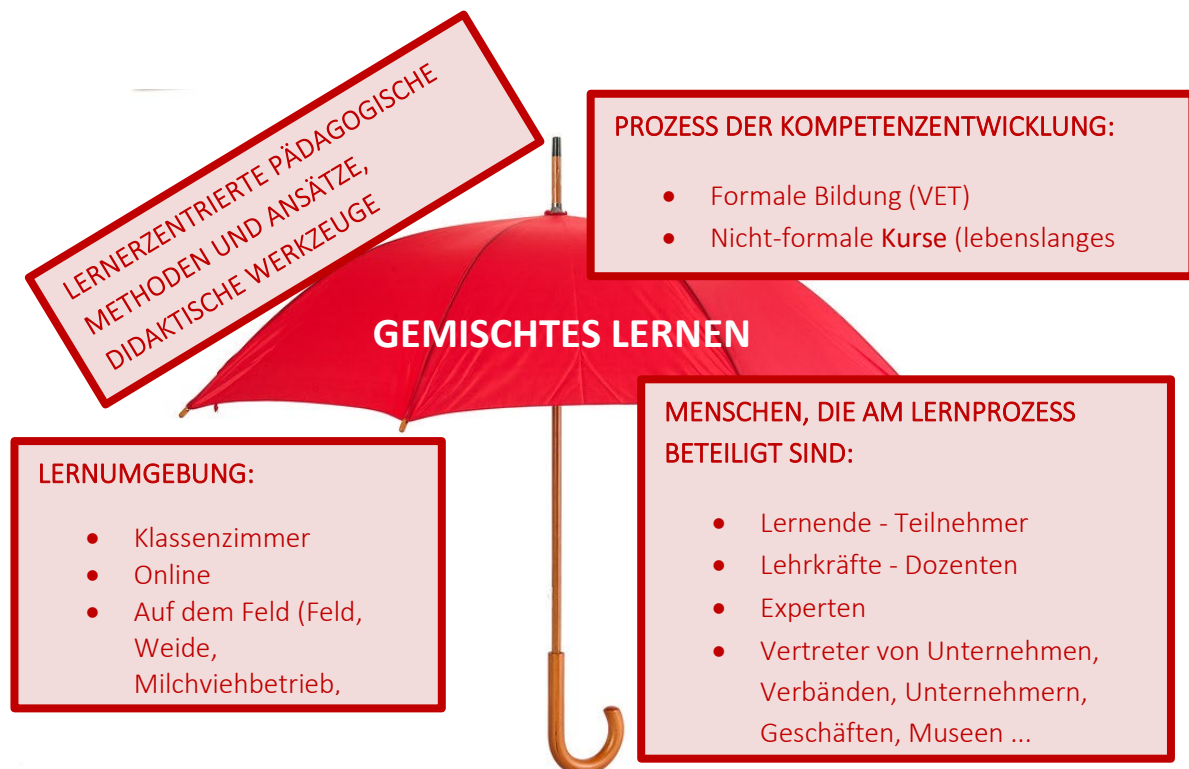 LERNERZENTRIERTE PÄDAGOGISCHE
METHODEN UND ANSÄTZE,
DIDAKTISCHE WERKZEUGE
PROZESS DER KOMPETENZENTWICKLUNG:
• Formale Bildung (VET)
• Nicht-formale Kurse (lebenslanges
GEMISCHTES LERNEN
LERNUMGEBUNG:
• Klassenzimmer
• Online
• Auf dem Feld (Feld,
Weide,
Milchviehbetrieb,
MENSCHEN, DIE AM LERNPROZESS
BETEILIGT SIND:
• Lernende - Teilnehmer
• Lehrkräfte - Dozenten
• Experten
• Vertreter von Unternehmen,
Verbänden, Unternehmern,
Geschäften, Museen ...